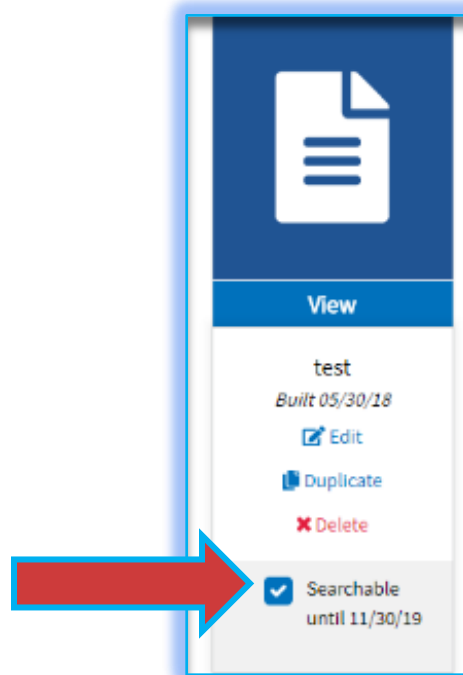 View
test
Built 05/30/18
Edit
Duplicate
Delete
Searchable
until 11/30/19